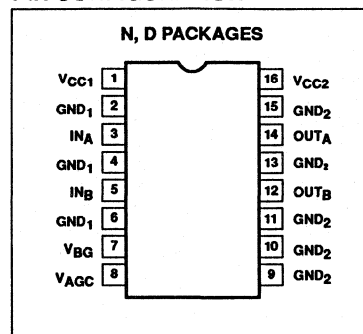 N, D PACKAGES
VCC1 1 16 VCC2
GND1 2 15 GND2
INA 3 14 OUTA
GND1 4 13 GND2
INB 5 12 OUTB
GND1 6 11 GND2
VBG 7 10 GND2
VAGC 8 9 GND2